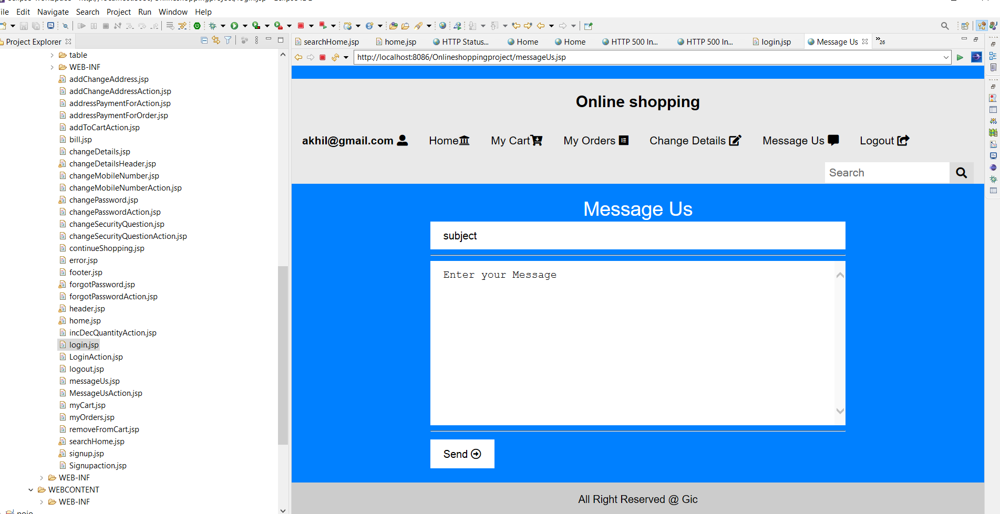 File Edit Navigate Search Project Run Window Help
Project Explorer
searchHome.jsp home.jsp HTTP Status... Home Home HTTP 500 In... HTTP 500 In... login.jsp Message Us »26
http://localhost:8086/Onlineshoppingproject/messageUs.jsp
table
WEB-INF
addChangeAddress.jsp
addChangeAddressAction.jsp
addressPaymentForAction.jsp
addressPaymentForOrder.jsp
addToCartAction.jsp
bill.jsp
changeDetails.jsp
changeDetailsHeader.jsp
changeMobileNumber.jsp
changeMobileNumberAction.jsp
changePassword.jsp
changePasswordAction.jsp
changeSecurityQuestion.jsp
changeSecurityQuestionAction.jsp
continueShopping.jsp
error.jsp
footer.jsp
forgotPassword.jsp
forgotPasswordAction.jsp
header.jsp
home.jsp
incDecQuantityAction.jsp
login.jsp
LoginAction.jsp
logout.jsp
messageUs.jsp
MessageUsAction.jsp
myCart.jsp
myOrders.jsp
removeFromCart.jsp
searchHome.jsp
signup.jsp
Signupaction.jsp
WEB-INF
WEBCONTENT
WEB-INF
Online shopping
akhil@gmail.com Home My Cart My Orders Change Details Message Us Logout
Search
Message Us
subject
Enter your Message
Send
All Right Reserved @ Gic